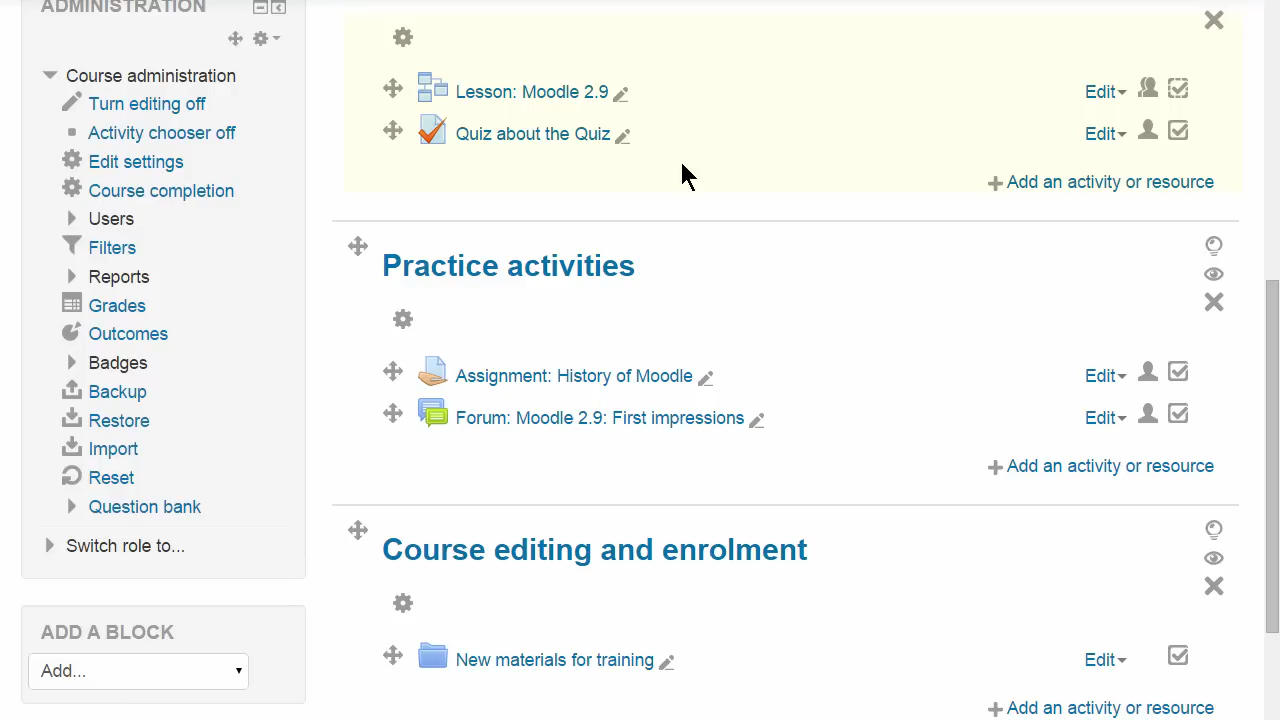 ADMINISTRATION
Course administration
Turn editing off
Activity chooser off
Edit settings
Course completion
Users
Filters
Reports
Grades
Outcomes
Badges
Backup
Restore
Import
Reset
Question bank
Switch role to...
ADD A BLOCK
Add...
Lesson: Moodle 2.9 Edit
Quiz about the Quiz Edit
Add an activity or resource
Practice activities
Assignment: History of Moodle Edit
Forum: Moodle 2.9: First impressions Edit
Add an activity or resource
Course editing and enrolment
New materials for training Edit
Add an activity or resource